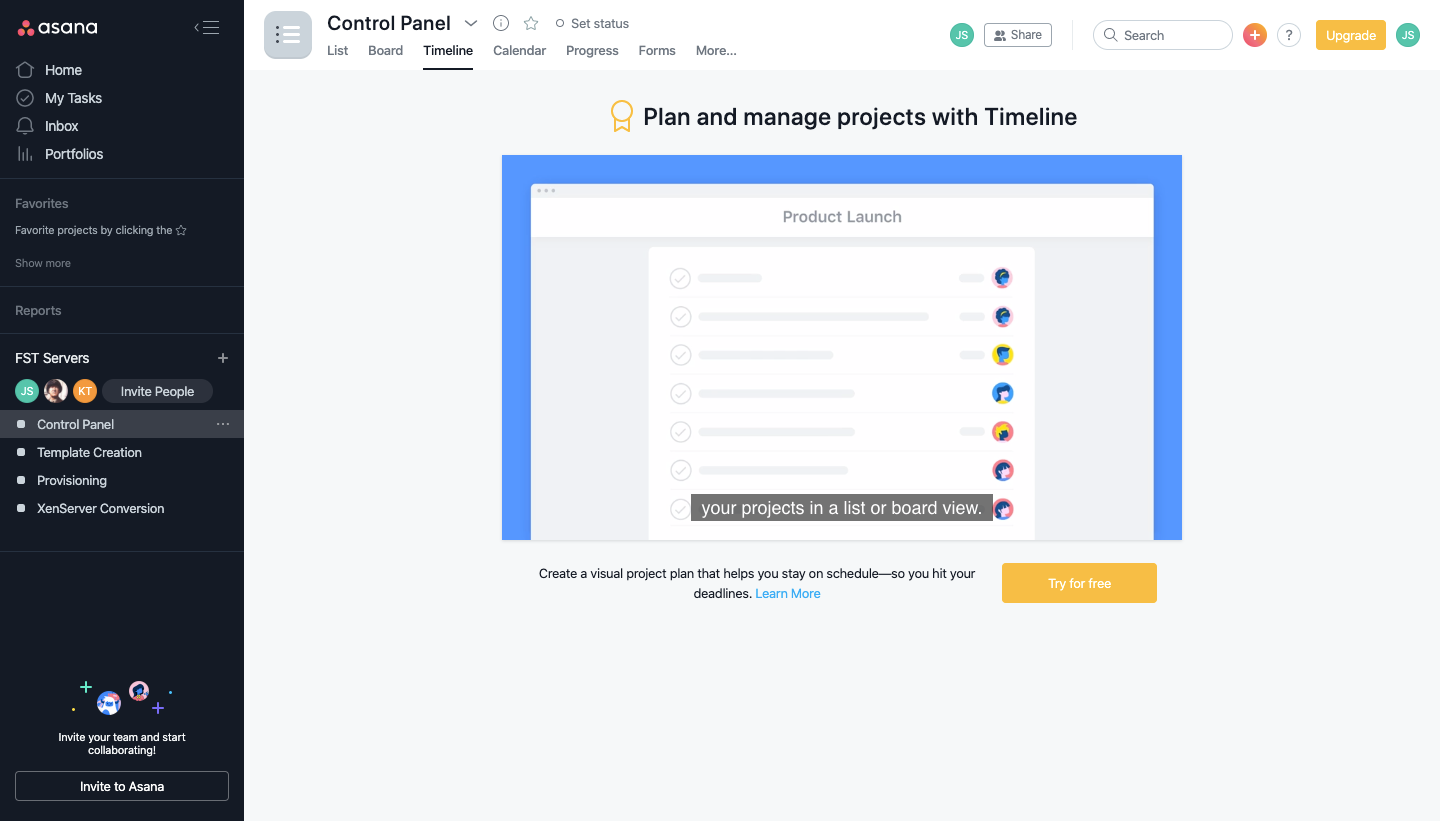 asana
Home
My Tasks
Inbox
Portfolios
Favorites
Favorite projects by clicking the
Show more
Reports
FST Servers
JS
KT
Invite People
Control Panel
Template Creation
Provisioning
XenServer Conversion
Invite your team and start
collaborating!
Invite to Asana
Control Panel
Set status
List Board Timeline Calendar Progress Forms More...
JS
Share
Search
?
Upgrade
JS
Plan and manage projects with Timeline
Product Launch
your projects in a list or board view.
Create a visual project plan that helps you stay on schedule—so you hit your
deadlines. Learn More
Try for free